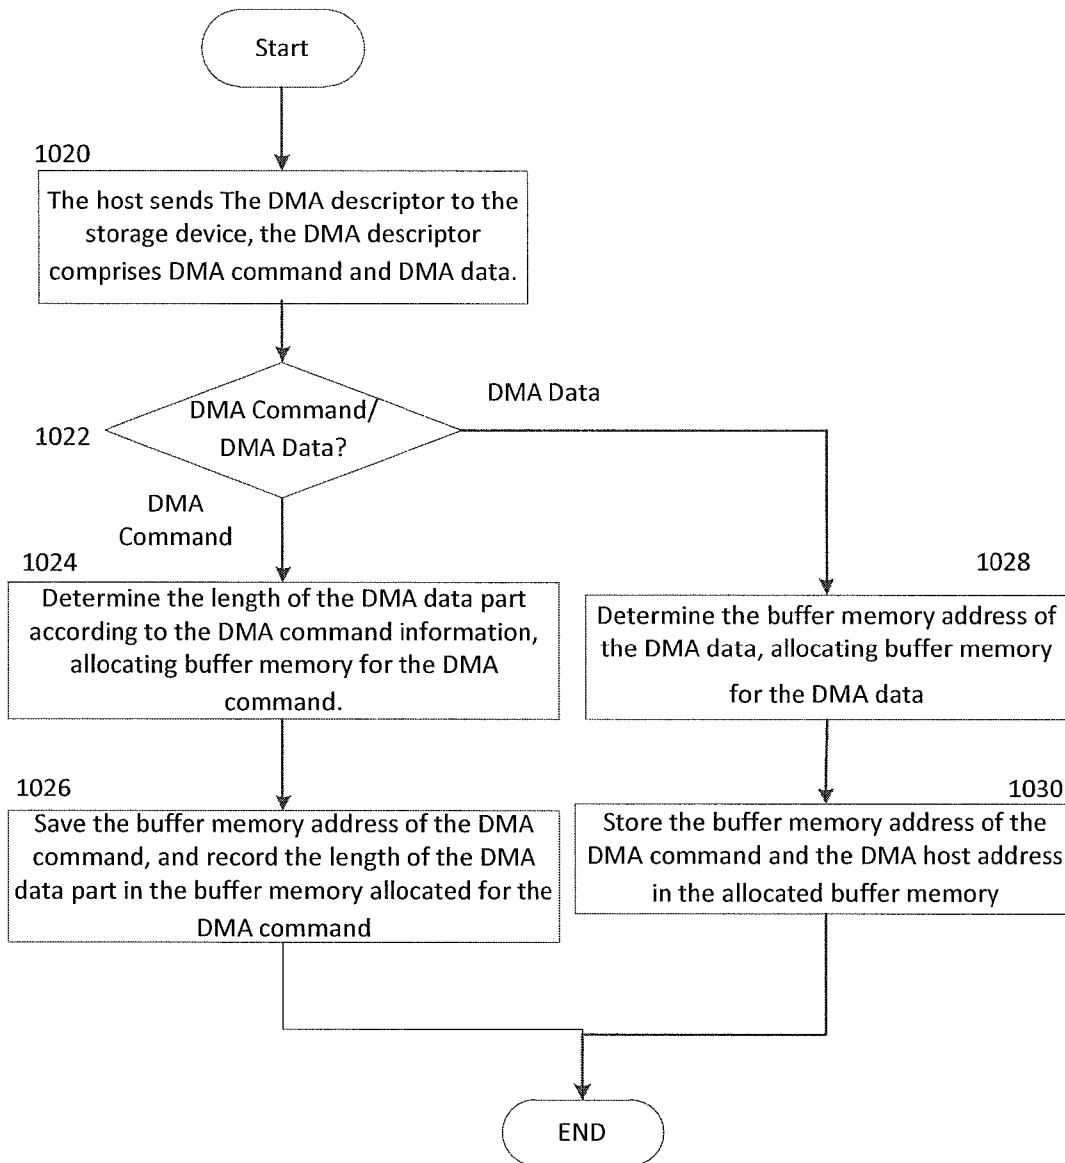 Start
1020
The host sends The DMA descriptor to the
storage device, the DMA descriptor
comprises DMA command and DMA data.
1022
DMA Command/
DMA Data?
DMA Data
DMA
Command
1024
Determine the length of the DMA data part
according to the DMA command information,
allocating buffer memory for the DMA
command.
1026
Save the buffer memory address of the DMA
command, and record the length of the DMA
data part in the buffer memory allocated for the
DMA command
1028
Determine the buffer memory address of
the DMA data, allocating buffer memory
for the DMA data
1030
Store the buffer memory address of the
DMA command and the DMA host address
in the allocated buffer memory
END